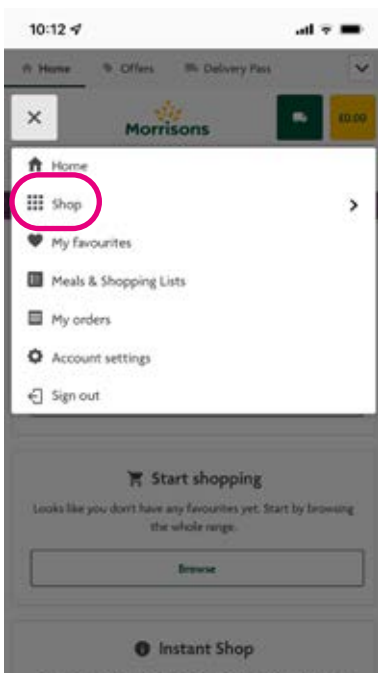 10:12
Home Offers Delivery Pass
Morrisons
£0.00
Home
Shop
My favourites
Meals & Shopping Lists
My orders
Account settings
Sign out
Start shopping
Looks like you don't have any favourites yet. Start by browsing
the whole range.
Browse
Instant Shop